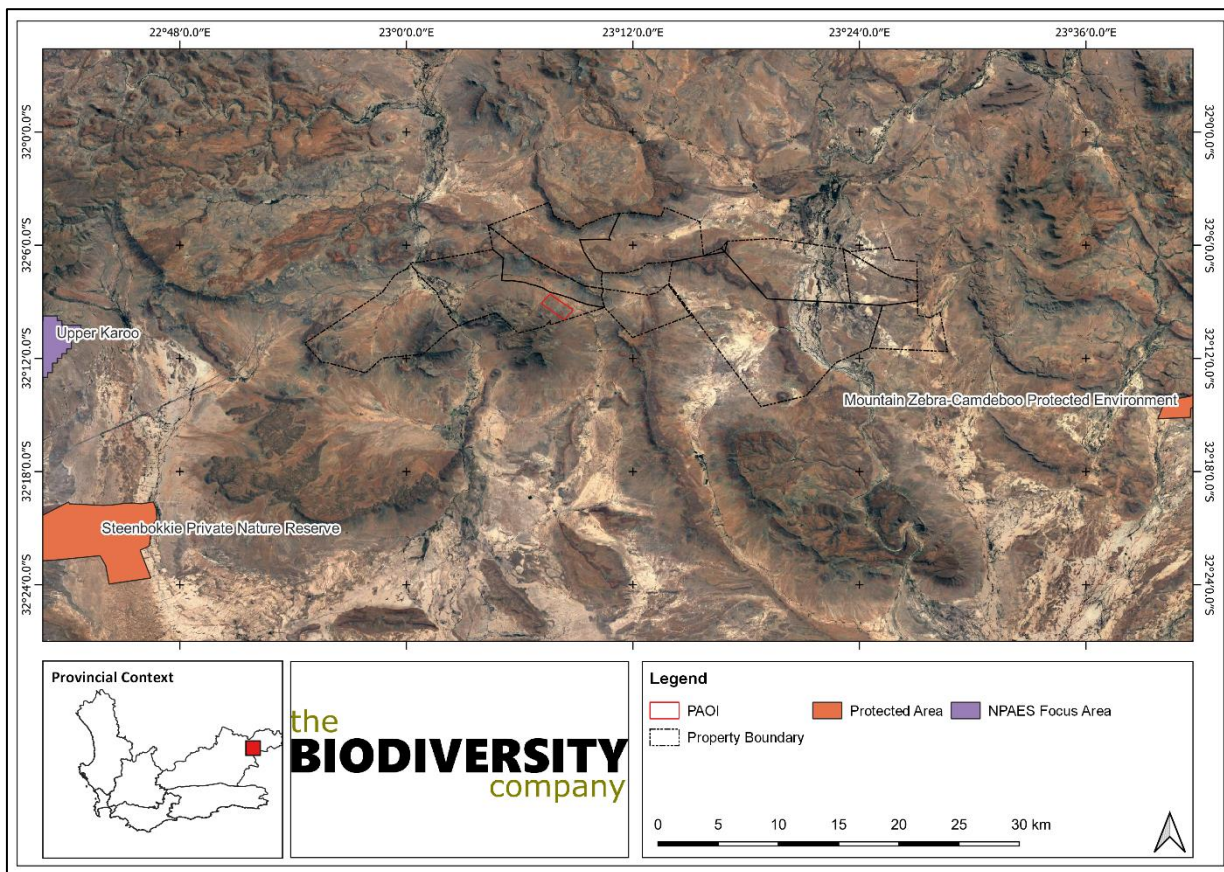 22°48'0.0"E 23°0'0.0"E 23°12'0.0"E 23°24'0.0"E 23°36'0.0"E
32°0'0.0"S 32°0'0.0"S
32°6'0.0"S 32°6'0.0"S
Upper Karoo
32°12'0.0"S 32°12'0.0"S
Mountain Zebra-Camdeboo Protected Environment
32°18'0.0"S 32°18'0.0"S
Steenbokkie Private Nature Reserve
32°24'0.0"S 32°24'0.0"S
Provincial Context
the
BIODIVERSITY
company
Legend
PAOI Protected Area NPAES Focus Area
Property Boundary
0 5 10 15 20 25 30 km